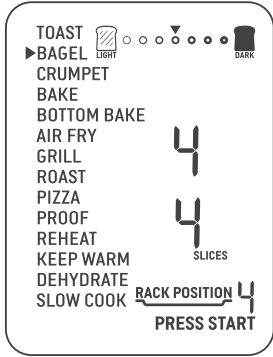 TOAST
▶BAGEL
LIGHT DARK
CRUMPET
BAKE
BOTTOM BAKE
AIR FRY
GRILL
ROAST
PIZZA
PROOF
REHEAT
KEEP WARM
DEHYDRATE
SLOW COOK
4
4
SLICES
RACK POSITION 4
PRESS START